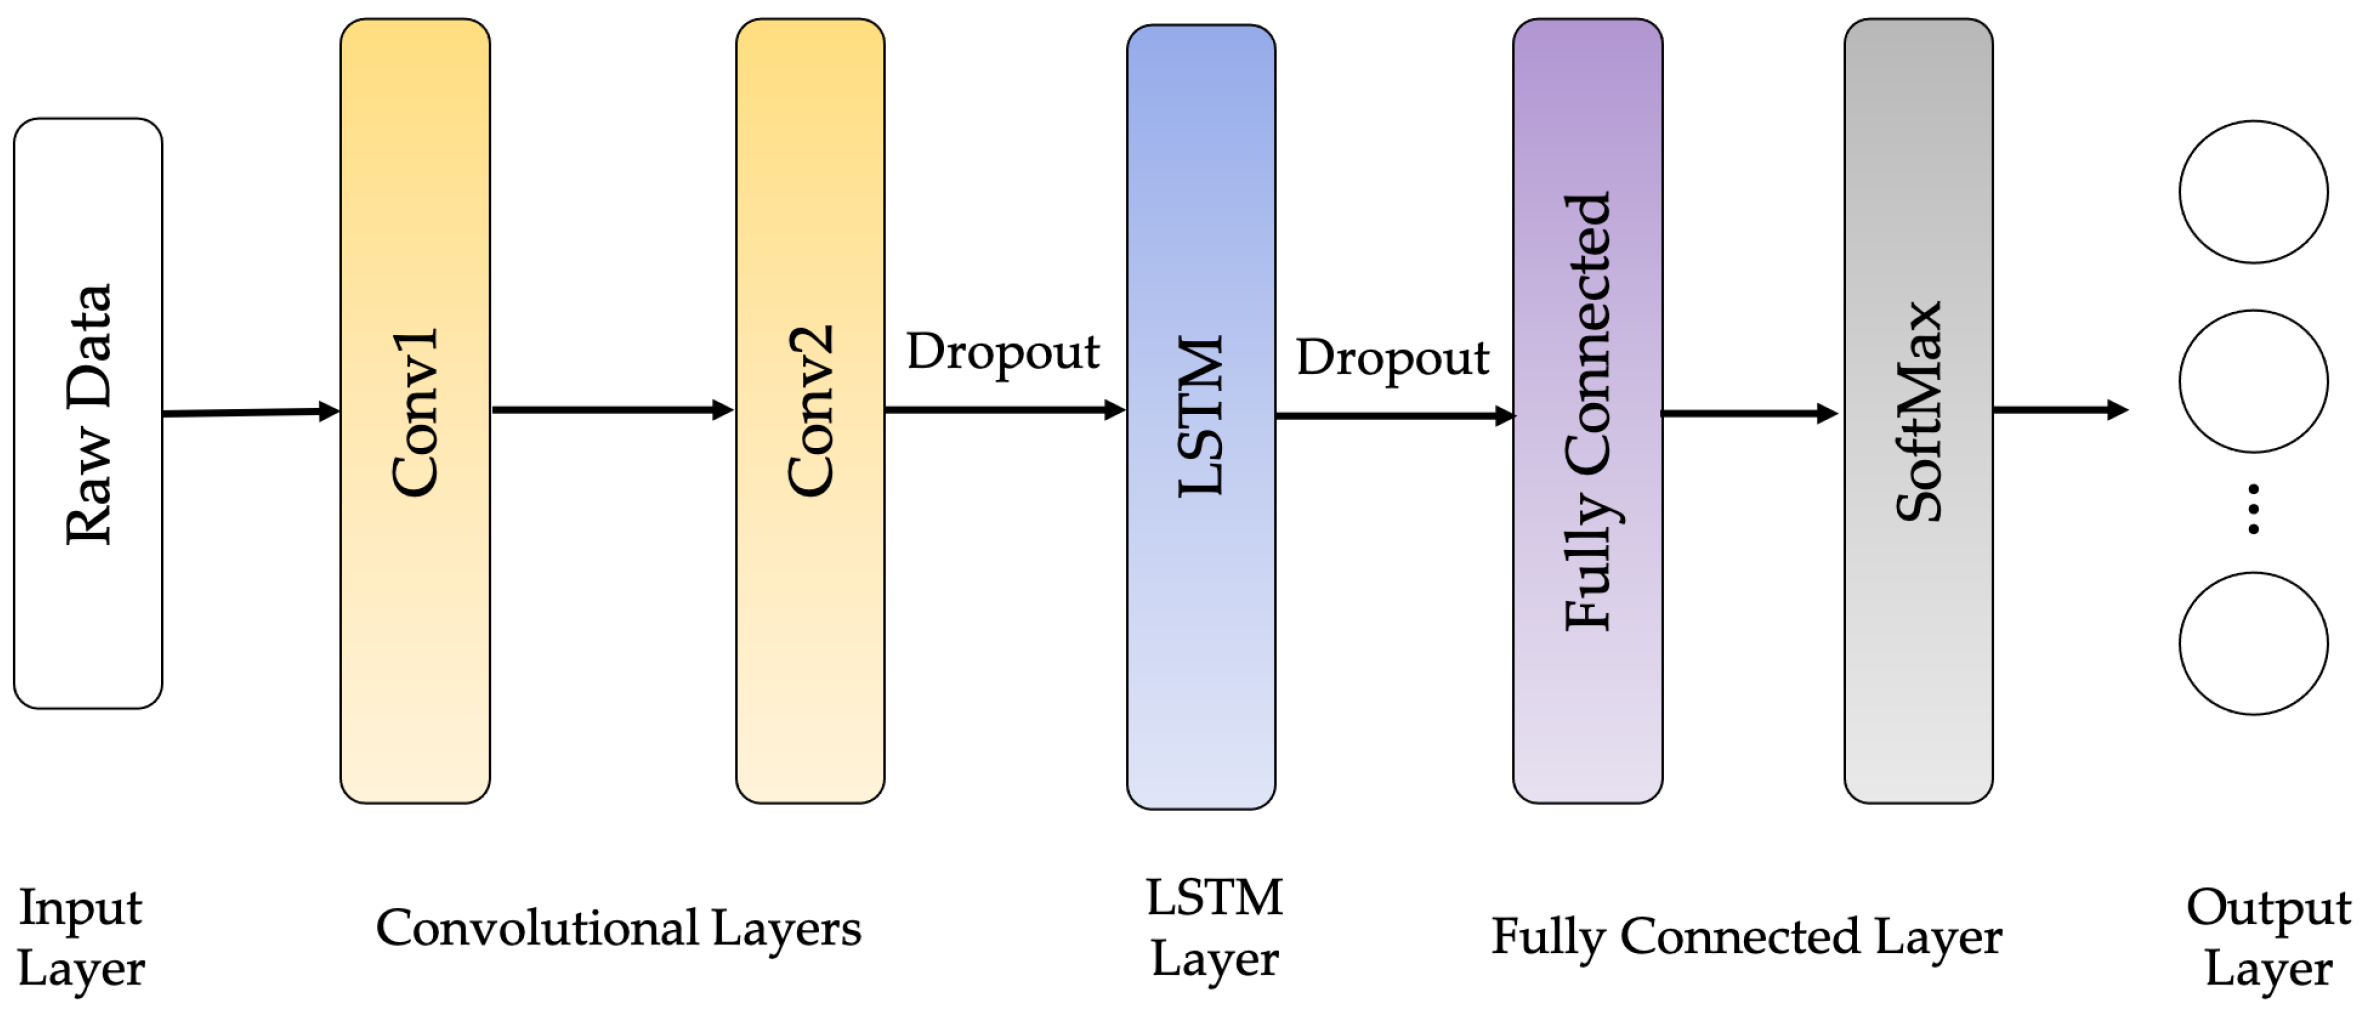 Raw Data
Conv1
Conv2
Dropout
LSTM
Dropout
Fully Connected
SoftMax
Input
Layer
Convolutional Layers
LSTM
Layer
Fully Connected Layer
Output
Layer